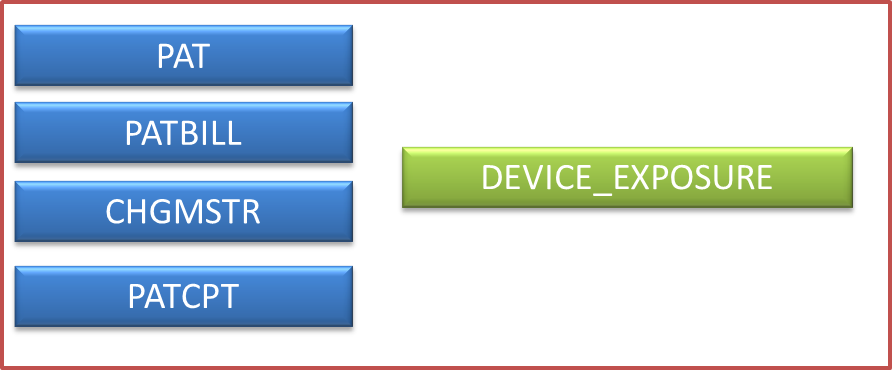 PAT
PATBILL
CHGMSTR
PATCPT
DEVICE_EXPOSURE